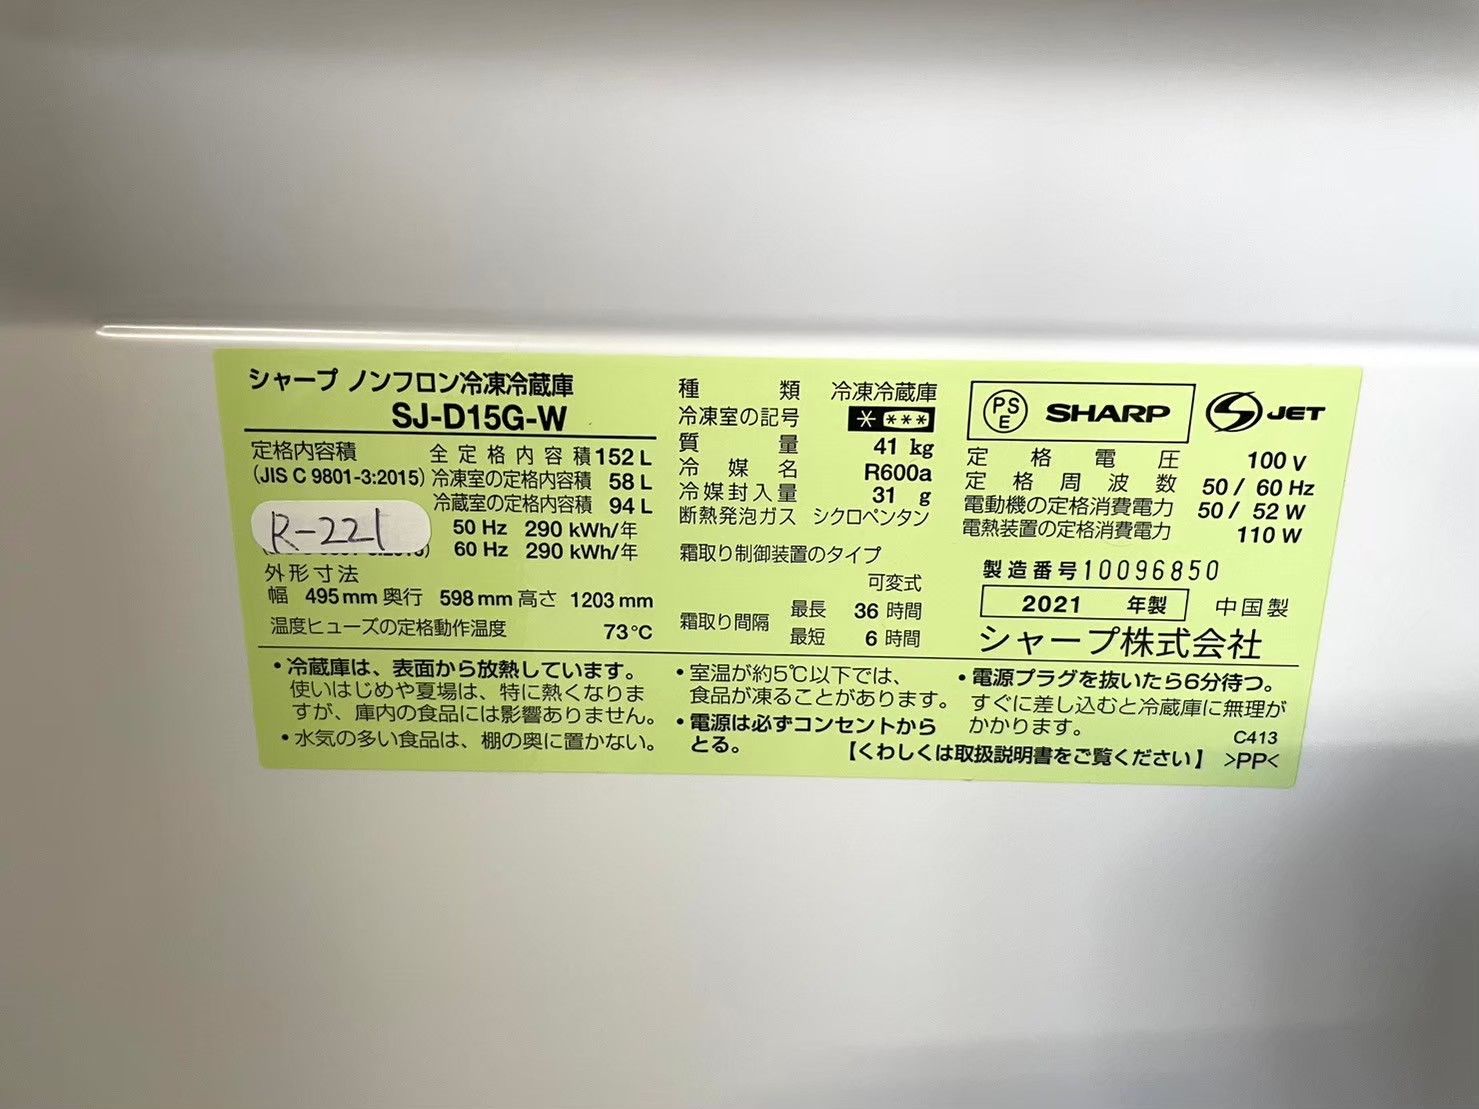 シャープ ノンフロン冷凍冷蔵庫
SJ-D15G-W
定格内容積 全定格内容積 152 L
(JIS C 9801-3:2015) 冷凍室の定格内容積 58 L
冷蔵室の定格内容積 94 L
R-221
50 Hz 290 kWh/年
60 Hz 290 kWh/年
外形寸法
幅 495 mm 奥行 598 mm 高さ 1203 mm
温度ヒューズの定格動作温度 73℃
種類 冷凍冷蔵庫
冷凍室の記号 * ***
質量 41 kg
冷媒名 R600a
冷媒封入量 31 g
断熱発泡ガス シクロペンタン
霜取り制御装置のタイプ
可変式
霜取り間隔 最長 36 時間
最短 6 時間
PSE SHARP JET
定格電圧 100 V
定格周波数 50 / 60 Hz
電動機の定格消費電力 50 / 52 W
電熱装置の定格消費電力 110 W
製造番号 10096850
2021 年製 中国製
シャープ株式会社
・冷蔵庫は、表面から放熱しています。
使いはじめや夏場は、特に熱くなりま
すが、庫内の食品には影響ありません。
・水気の多い食品は、棚の奥に置かない。
・室温が約5℃以下では、
食品が凍ることがあります。
・電源は必ずコンセントから
とる。
・電源プラグを抜いたら6分待つ。
すぐに差し込むと冷蔵庫に無理が
かかります。
C413
【くわしくは取扱説明書をご覧ください】 >PP<